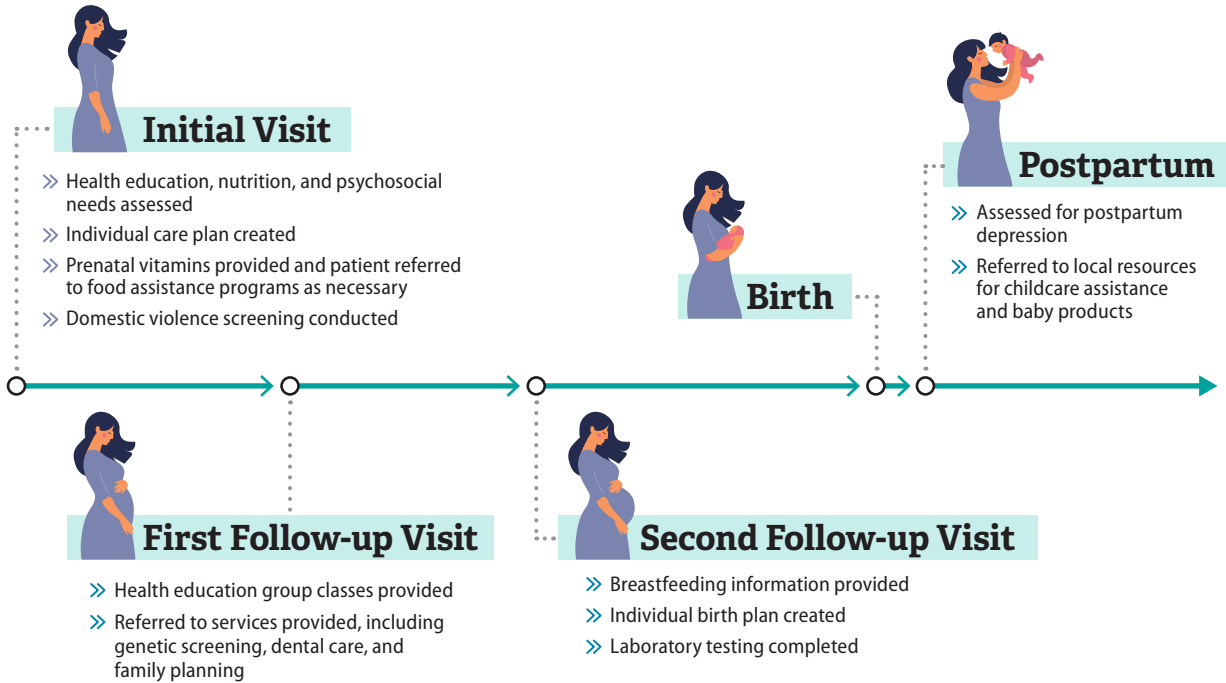 Initial Visit
» Health education, nutrition, and psychosocial
needs assessed
» Individual care plan created
» Prenatal vitamins provided and patient referred
to food assistance programs as necessary
» Domestic violence screening conducted
First Follow-up Visit
» Health education group classes provided
» Referred to services provided, including
genetic screening, dental care, and
family planning
Second Follow-up Visit
» Breastfeeding information provided
» Individual birth plan created
» Laboratory testing completed
Birth
Postpartum
» Assessed for postpartum
depression
» Referred to local resources
for childcare assistance
and baby products